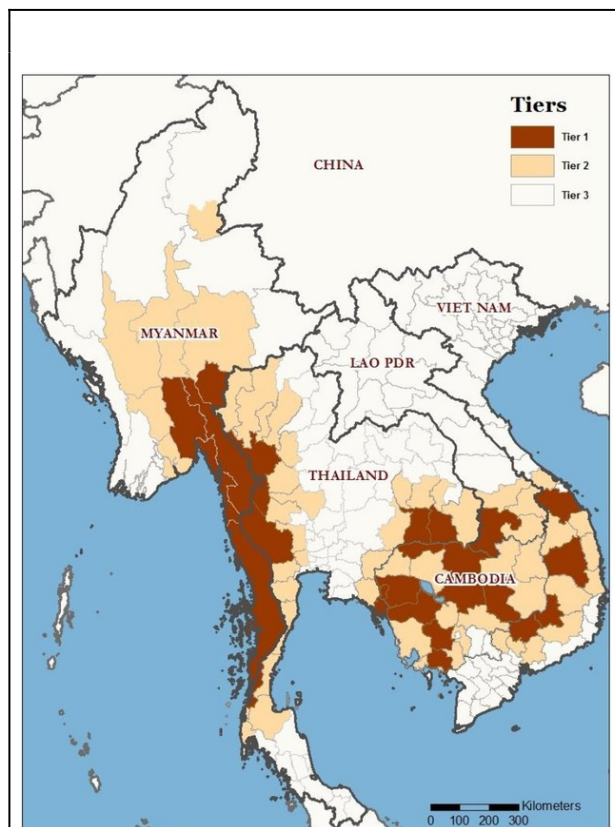 Tiers
Tier 1
Tier 2
Tier 3
CHINA
VIET NAM
MYANMAR
LAO PDR
THAILAND
CAMBODIA
Kilometers
0 100 200 300